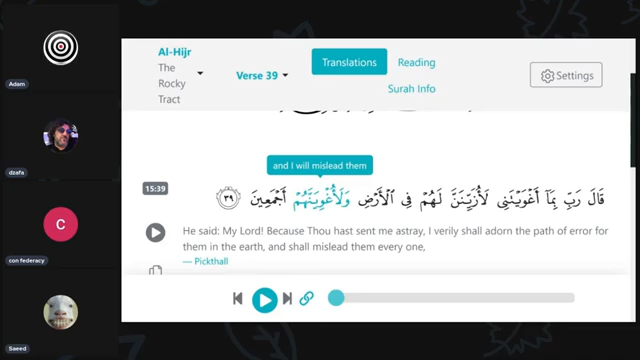 Al-Hijr
The
Rocky
Tract
Verse 39
Translations
Reading
Surah Info
Settings
and I will mislead them
15:39
قَالَ رَبِّ بِمَآ أَغْوَيْتَنِى لَأُزَيِّنَنَّ لَهُمْ فِى ٱلْأَرْضِ وَلَأُغْوِيَنَّهُمْ أَجْمَعِينَ ٣٩
He said: My Lord! Because Thou hast sent me astray, I verily shall adorn the path of error for
them in the earth, and shall mislead them every one,
— Pickthall
Adam
dzafa
C
con federacy
Saeed